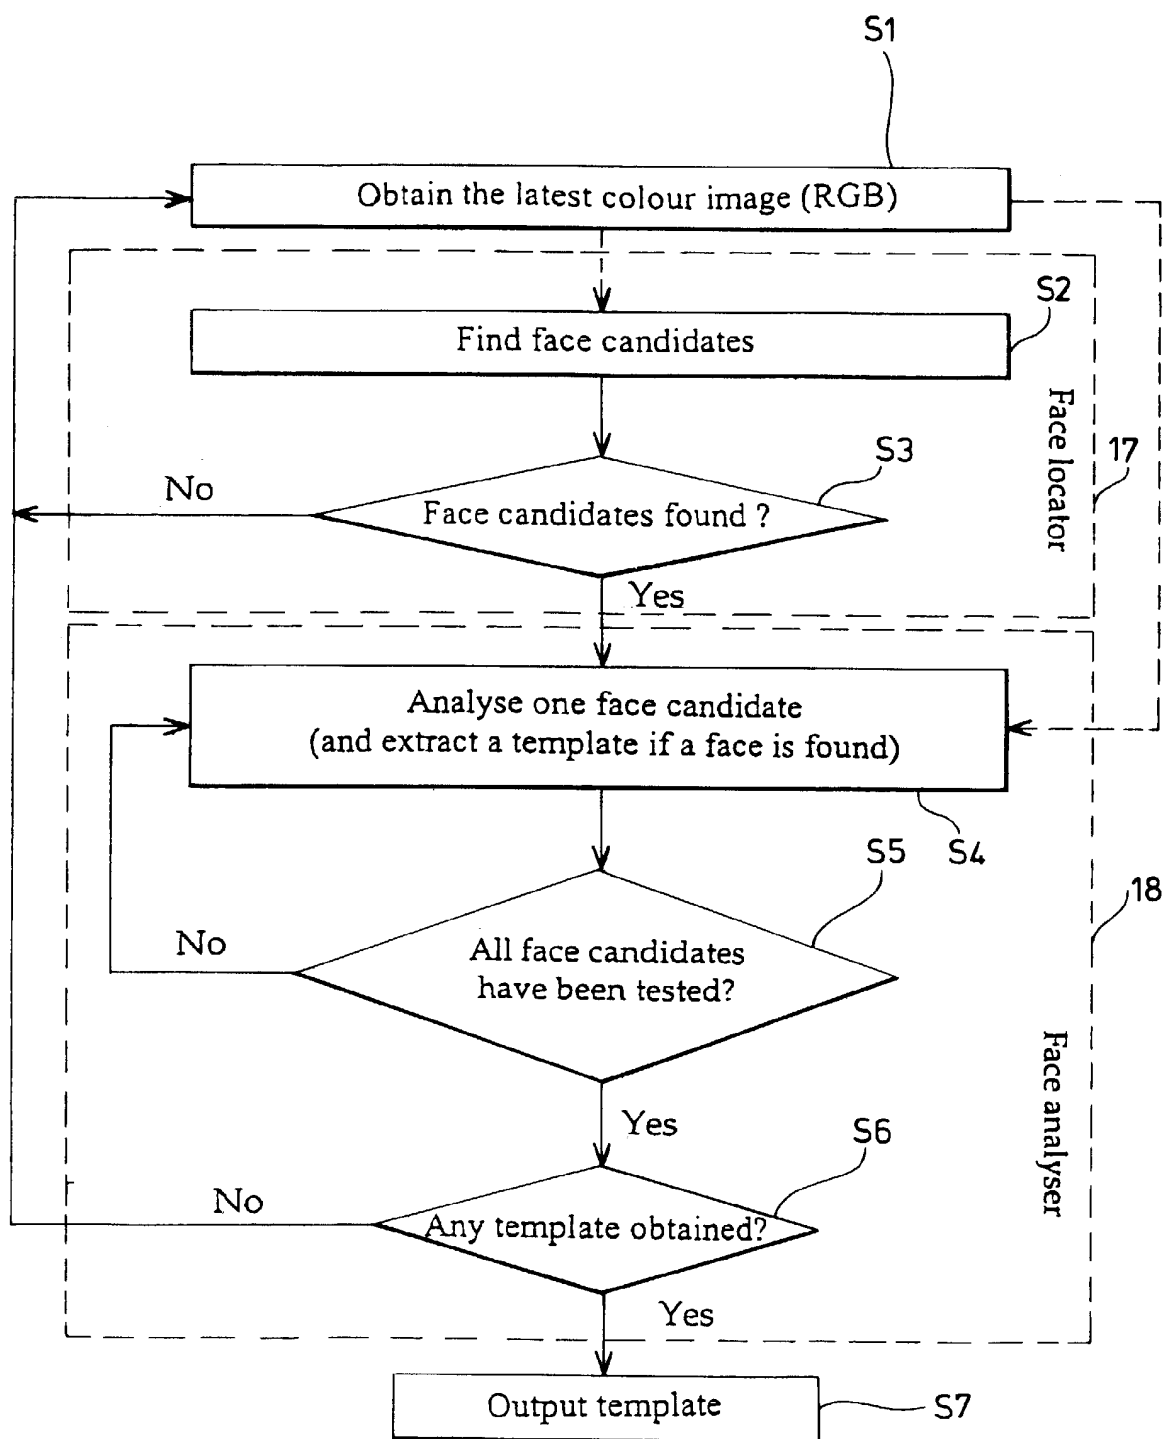 S1
Obtain the latest colour image (RGB)
S2
Find face candidates
Face locator
17
S3
No
Face candidates found ?
Yes
Analyse one face candidate
(and extract a template if a face is found)
S4
S5
18
No
All face candidates
have been tested?
Face analyser
Yes
S6
No
Any template obtained?
Yes
Output template
S7